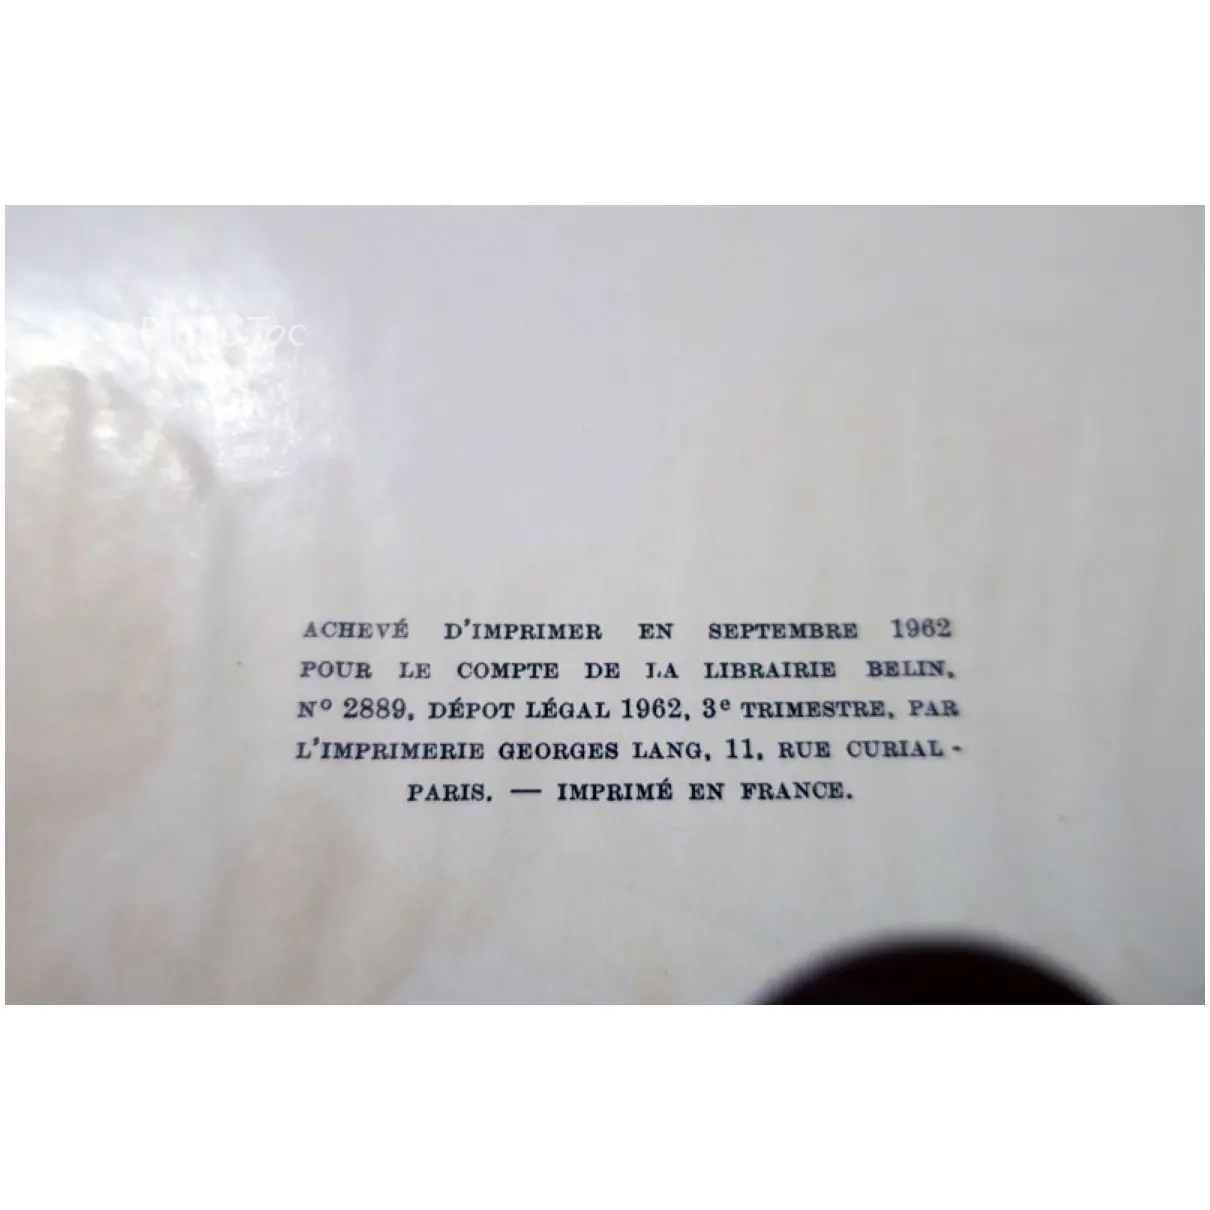 ACHEVÉ D'IMPRIMER EN SEPTEMBRE 1962
POUR LE COMPTE DE LA LIBRAIRIE BELIN,
Nº 2889, DÉPOT LÉGAL 1962, 3e TRIMESTRE, PAR
L'IMPRIMERIE GEORGES LANG, 11, RUE CURIAL -
PARIS. — IMPRIMÉ EN FRANCE.